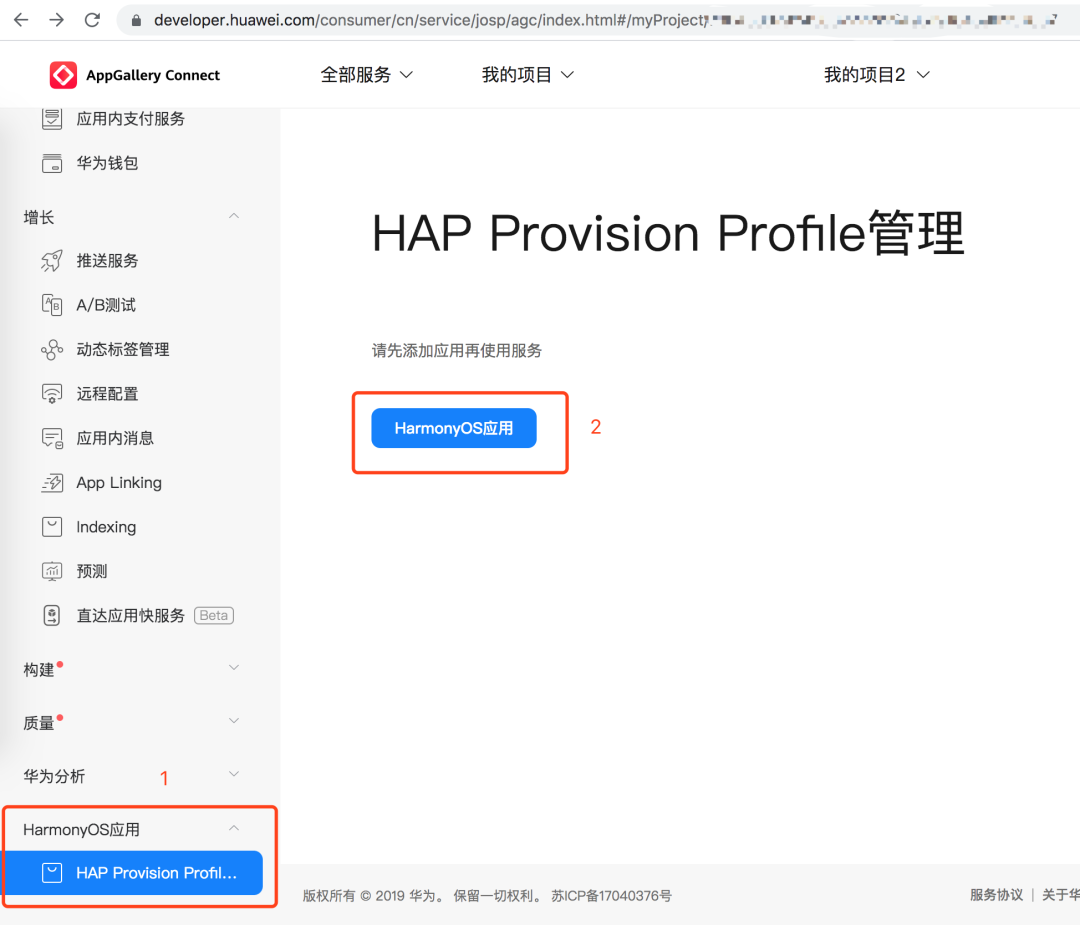 developer.huawei.com/consumer/cn/service/josp/agc/index.html#/myProject/
AppGallery Connect
全部服务
我的项目
我的项目2
应用内支付服务
华为钱包
增长
推送服务
A/B测试
动态标签管理
远程配置
应用内消息
App Linking
Indexing
预测
直达应用快服务 Beta
构建
质量
华为分析
1
HarmonyOS应用
HAP Provision Profil...
HAP Provision Profile管理
请先添加应用再使用服务
HarmonyOS应用
2
版权所有 © 2019 华为。 保留一切权利。 苏ICP备17040376号
服务协议 | 关于华